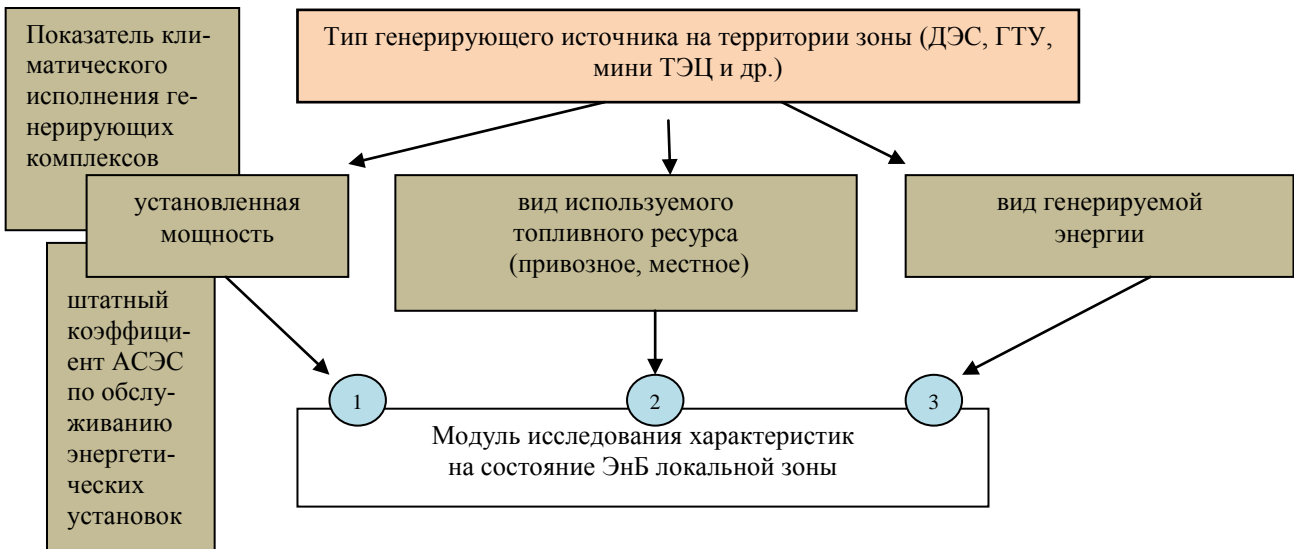 Показатель кли-
матического
исполнения ге-
нерирующих
комплексов
Тип генерирующего источника на территории зоны (ДЭС, ГТУ,
мини ТЭЦ и др.)
установленная
мощность
вид используемого
топливного ресурса
(привозное, местное)
вид генерируемой
энергии
штатный
коэффици-
ент АСЭС
по обслу-
живанию
энергети-
ческих
установок
1
2
3
Модуль исследования характеристик
на состояние ЭнБ локальной зоны